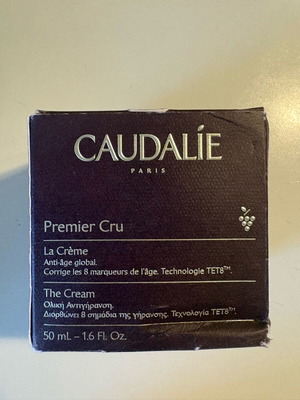 CAUDALÍE
PARIS
Premier Cru
La Crème
Anti-âge global.
Corrige les 8 marqueurs de l'âge. Technologie TET8™.
The Cream
Ολική Αντιγήρανση.
Διορθώνει 8 σημάδια της γήρανσης. Τεχνολογία TET8™.
50 mL – 1.6 Fl. Oz.